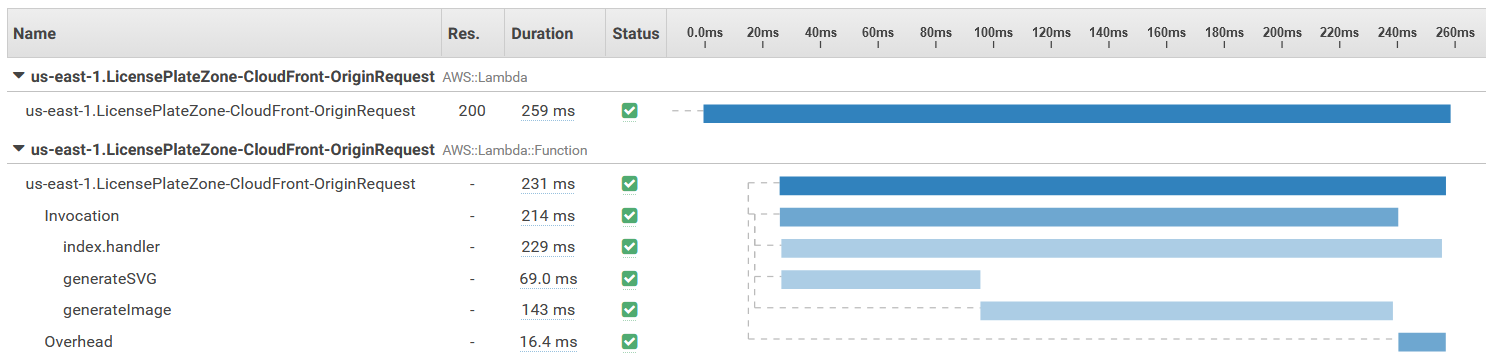 Name Res. Duration Status 0.0ms 20ms 40ms 60ms 80ms 100ms 120ms 140ms 160ms 180ms 200ms 220ms 240ms 260ms
us-east-1.LicensePlateZone-CloudFront-OriginRequest AWS::Lambda
us-east-1.LicensePlateZone-CloudFront-OriginRequest 200 259 ms
us-east-1.LicensePlateZone-CloudFront-OriginRequest AWS::Lambda::Function
us-east-1.LicensePlateZone-CloudFront-OriginRequest - 231 ms
Invocation - 214 ms
index.handler - 229 ms
generateSVG - 69.0 ms
generateImage - 143 ms
Overhead - 16.4 ms